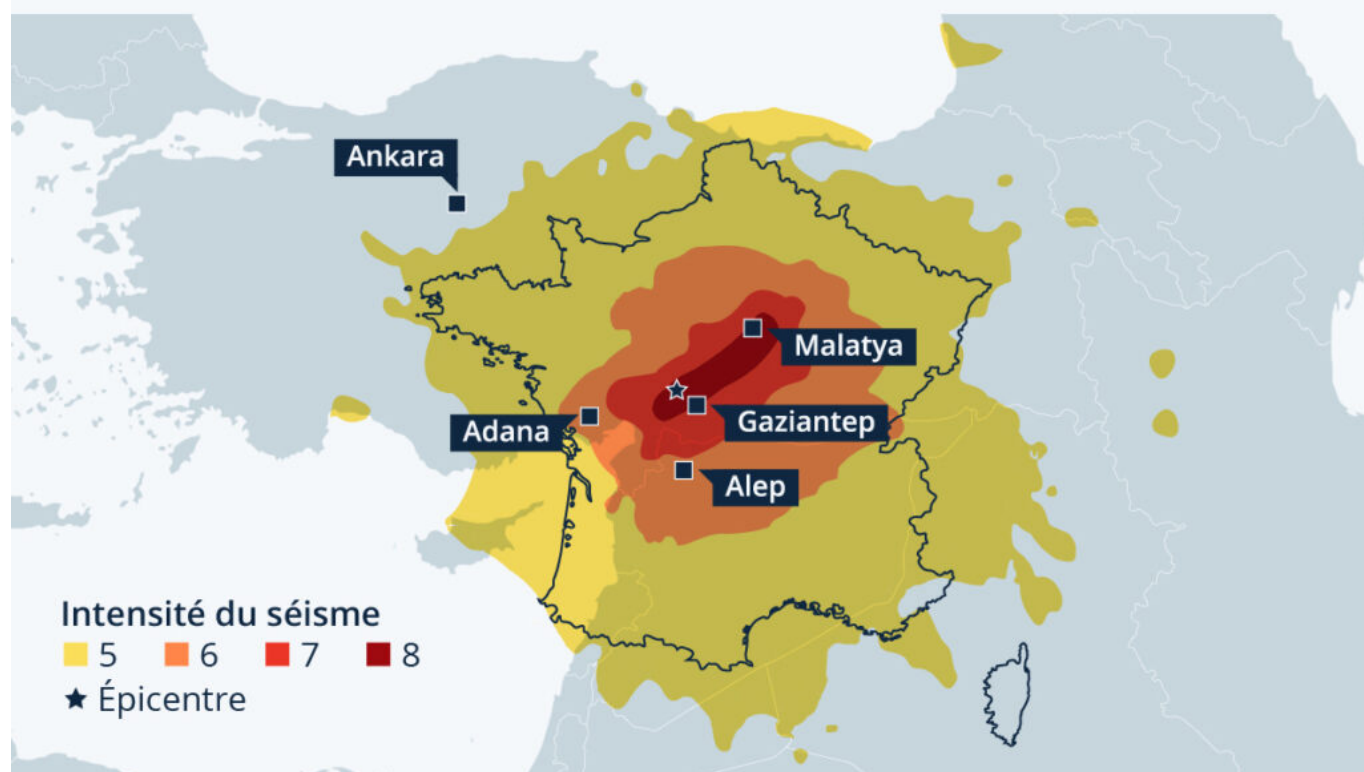 Ankara
Malatya
Gaziantep
Adana
Alep
Intensité du séisme
5 6 7 8
Épicentre